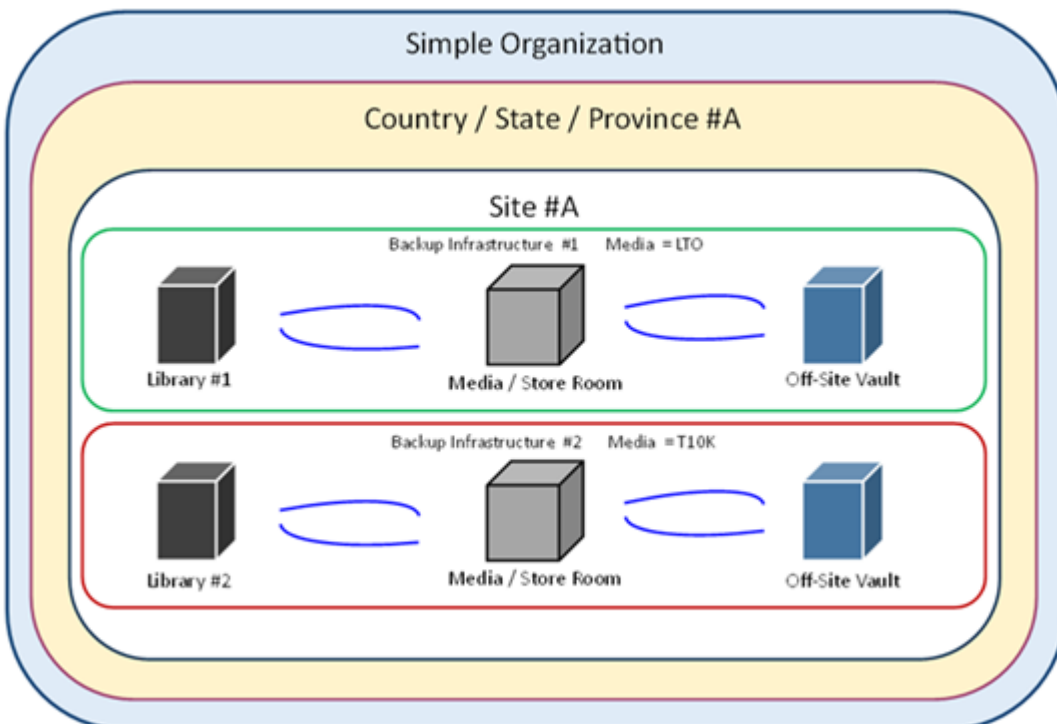 Simple Organization
Country / State / Province #A
Site #A
Backup Infrastructure #1 Media = LTO
Library #1 Media / Store Room Off-Site Vault
Backup Infrastructure #2 Media = T10K
Library #2 Media / Store Room Off-Site Vault